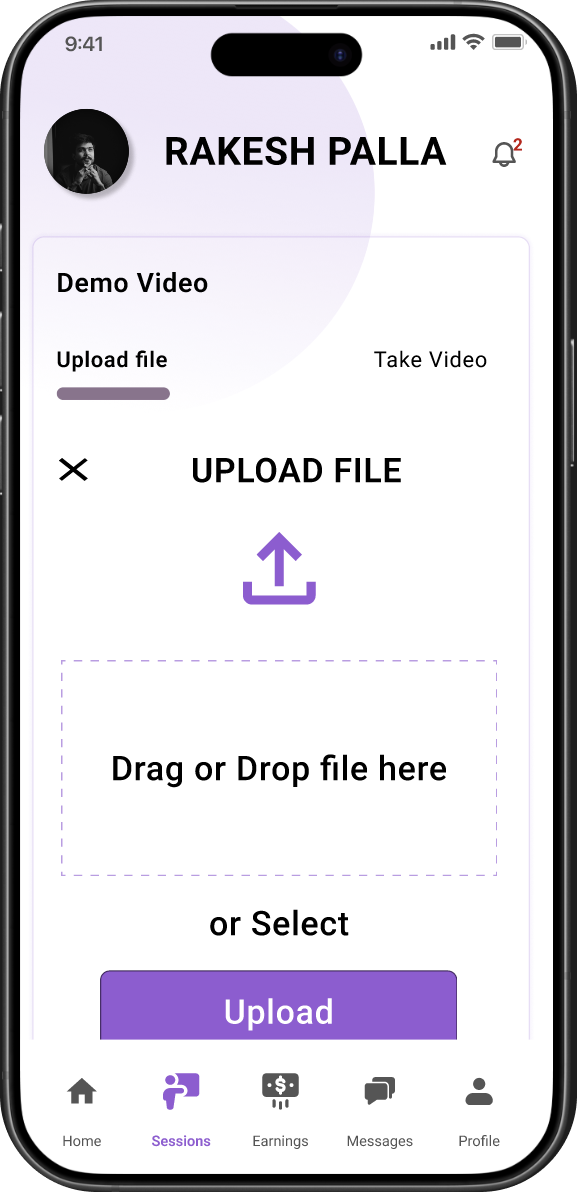 9:41
RAKESH PALLA
2
Demo Video
Upload file Take Video
UPLOAD FILE
Drag or Drop file here
or Select
Upload
$
Home Sessions Earnings Messages Profile